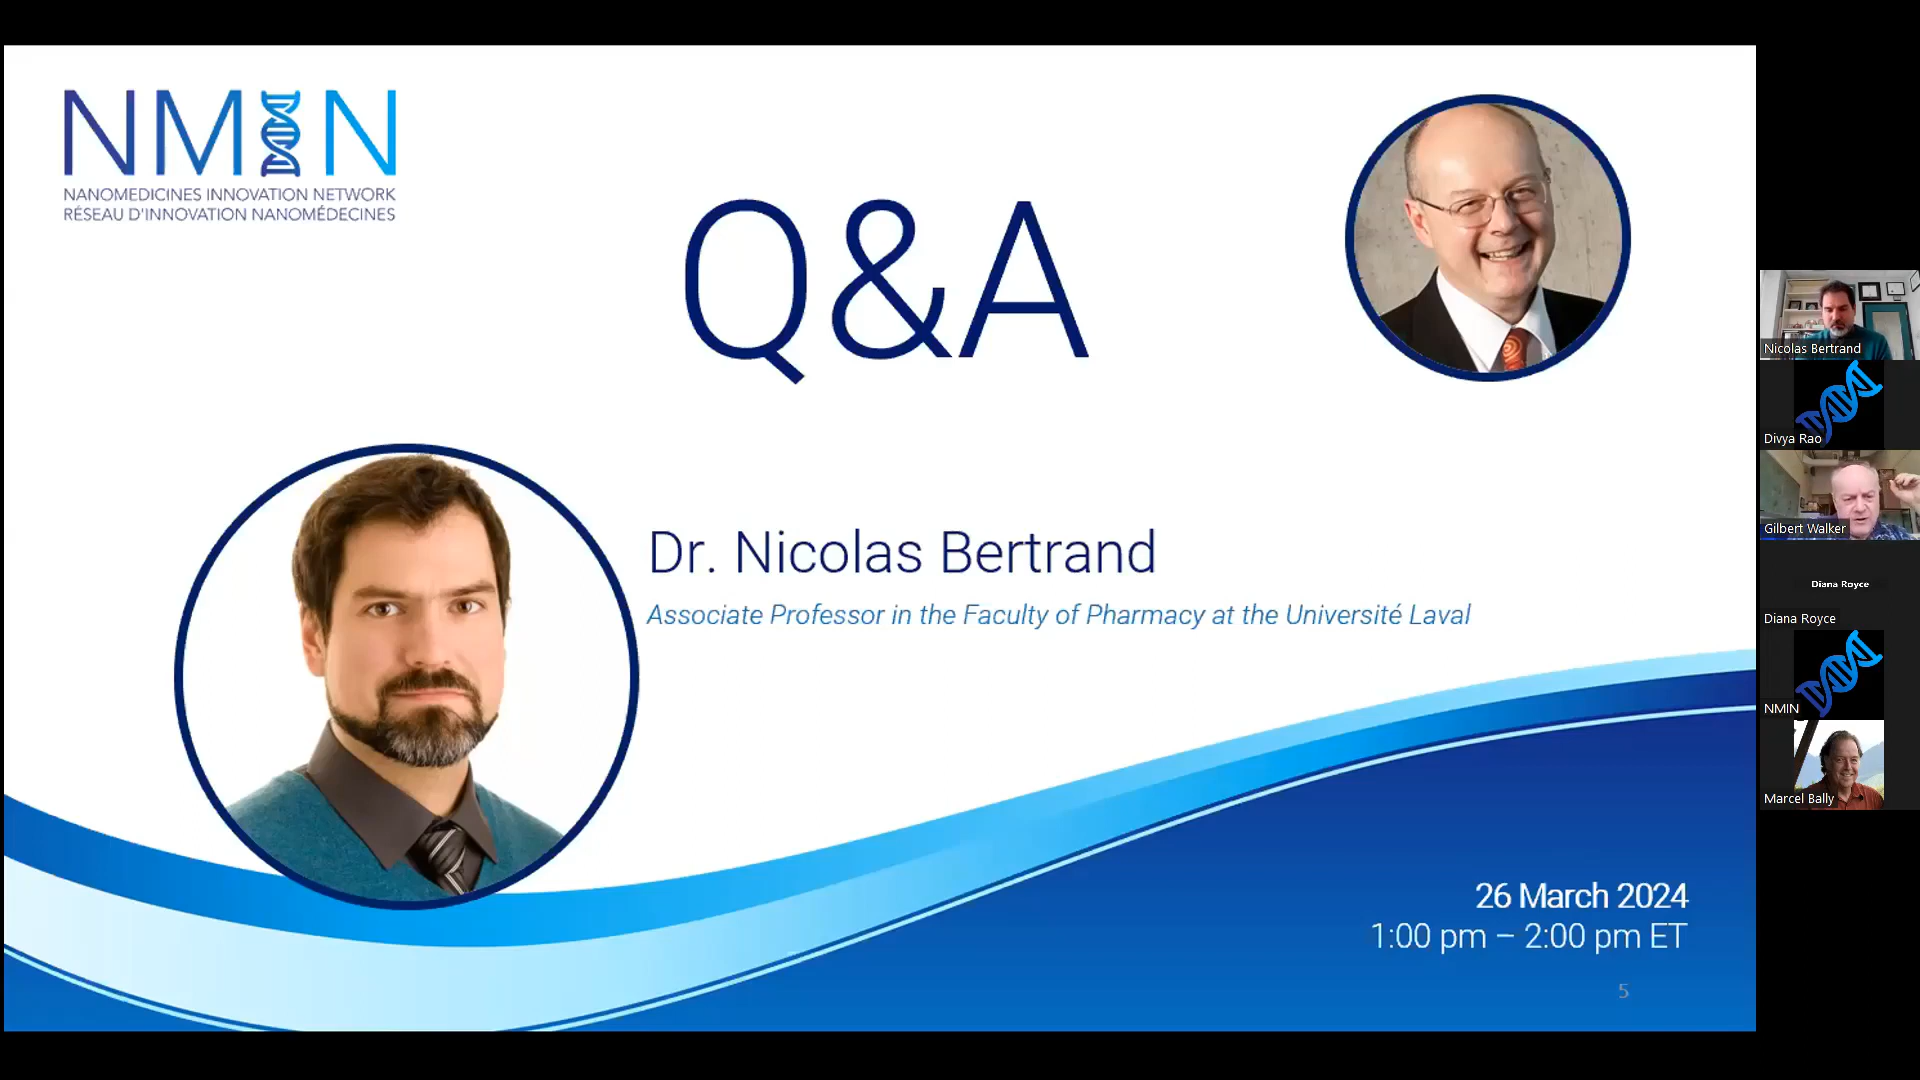 NMIN
NANOMEDICINES INNOVATION NETWORK
RÉSEAU D'INNOVATION NANOMÉDECINES
Q&A
Dr. Nicolas Bertrand
Associate Professor in the Faculty of Pharmacy at the Université Laval
26 March 2024
1:00 pm – 2:00 pm ET
5
Nicolas Bertrand
Divya Rao
Gilbert Walker
Diana Royce
Diana Royce
NMIN
Marcel Bally